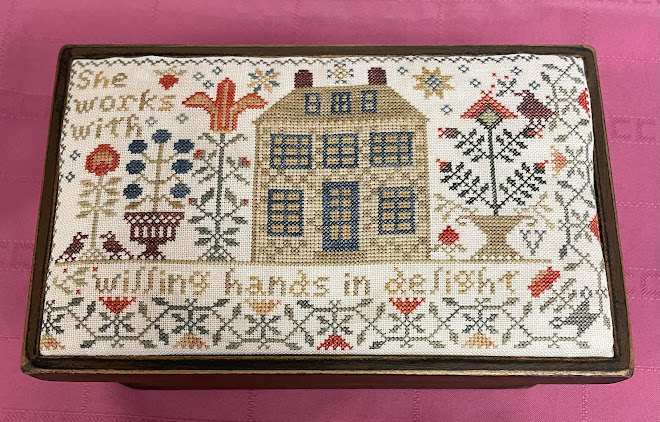 She
works
with
willing hands in delight